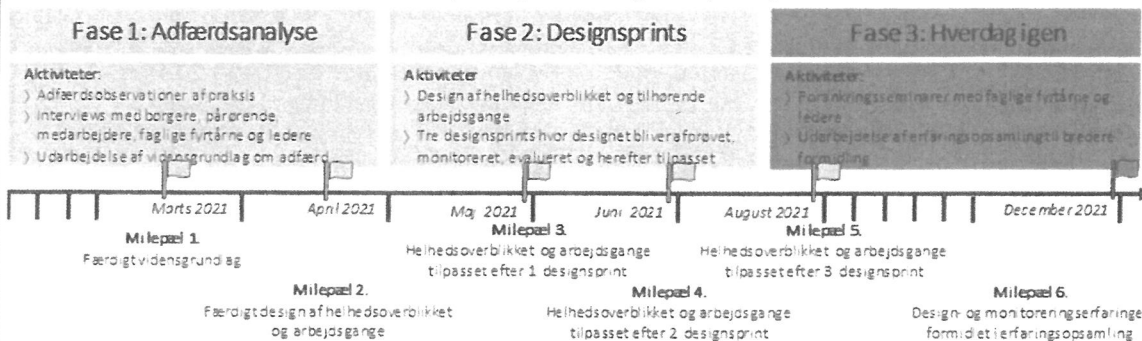 Fase 1: Adfærdsanalyse
Aktiviteter:
〉 Adfærdsobservationer af praksis
〉 Interviews med borgere, pårørende,
medarbejdere, faglige fyrtårne og ledere
〉 Udarbejdelse af vidensgrundlag om adfærd
Fase 2: Designsprints
Aktiviteter
〉 Design af helhedsoverblikket og tilhørende
arbejdsgange
〉 Tre designsprints hvor designet bliver afprøvet,
monitoreret, evalueret og herefter tilpasset
Fase 3: Hverdag igen
Aktiviteter:
〉 Forankringsseminarer med faglige fyrtårne og
ledere
〉 Udarbejdelse af erfaringsopsamling til bredere
formidling
Marts 2021
April 2021
Maj 2021
Juni 2021
August 2021
December 2021
Milepæl 1.
Færdigt vidensgrundlag
Milepæl 2.
Færdigt design af helhedsoverblikket
og arbejdsgange
Milepæl 3.
Helhedsoverblikket og arbejdsgange
tilpasset efter 1 designsprint
Milepæl 4.
Helhedsoverblikket og arbejdsgange
tilpasset efter 2 designsprint
Milepæl 5.
Helhedsoverblikket og arbejdsgange
tilpasset efter 3 designsprint
Milepæl 6.
Design- og monitoreringserfaringe
formidlet i erfaringsopsamling